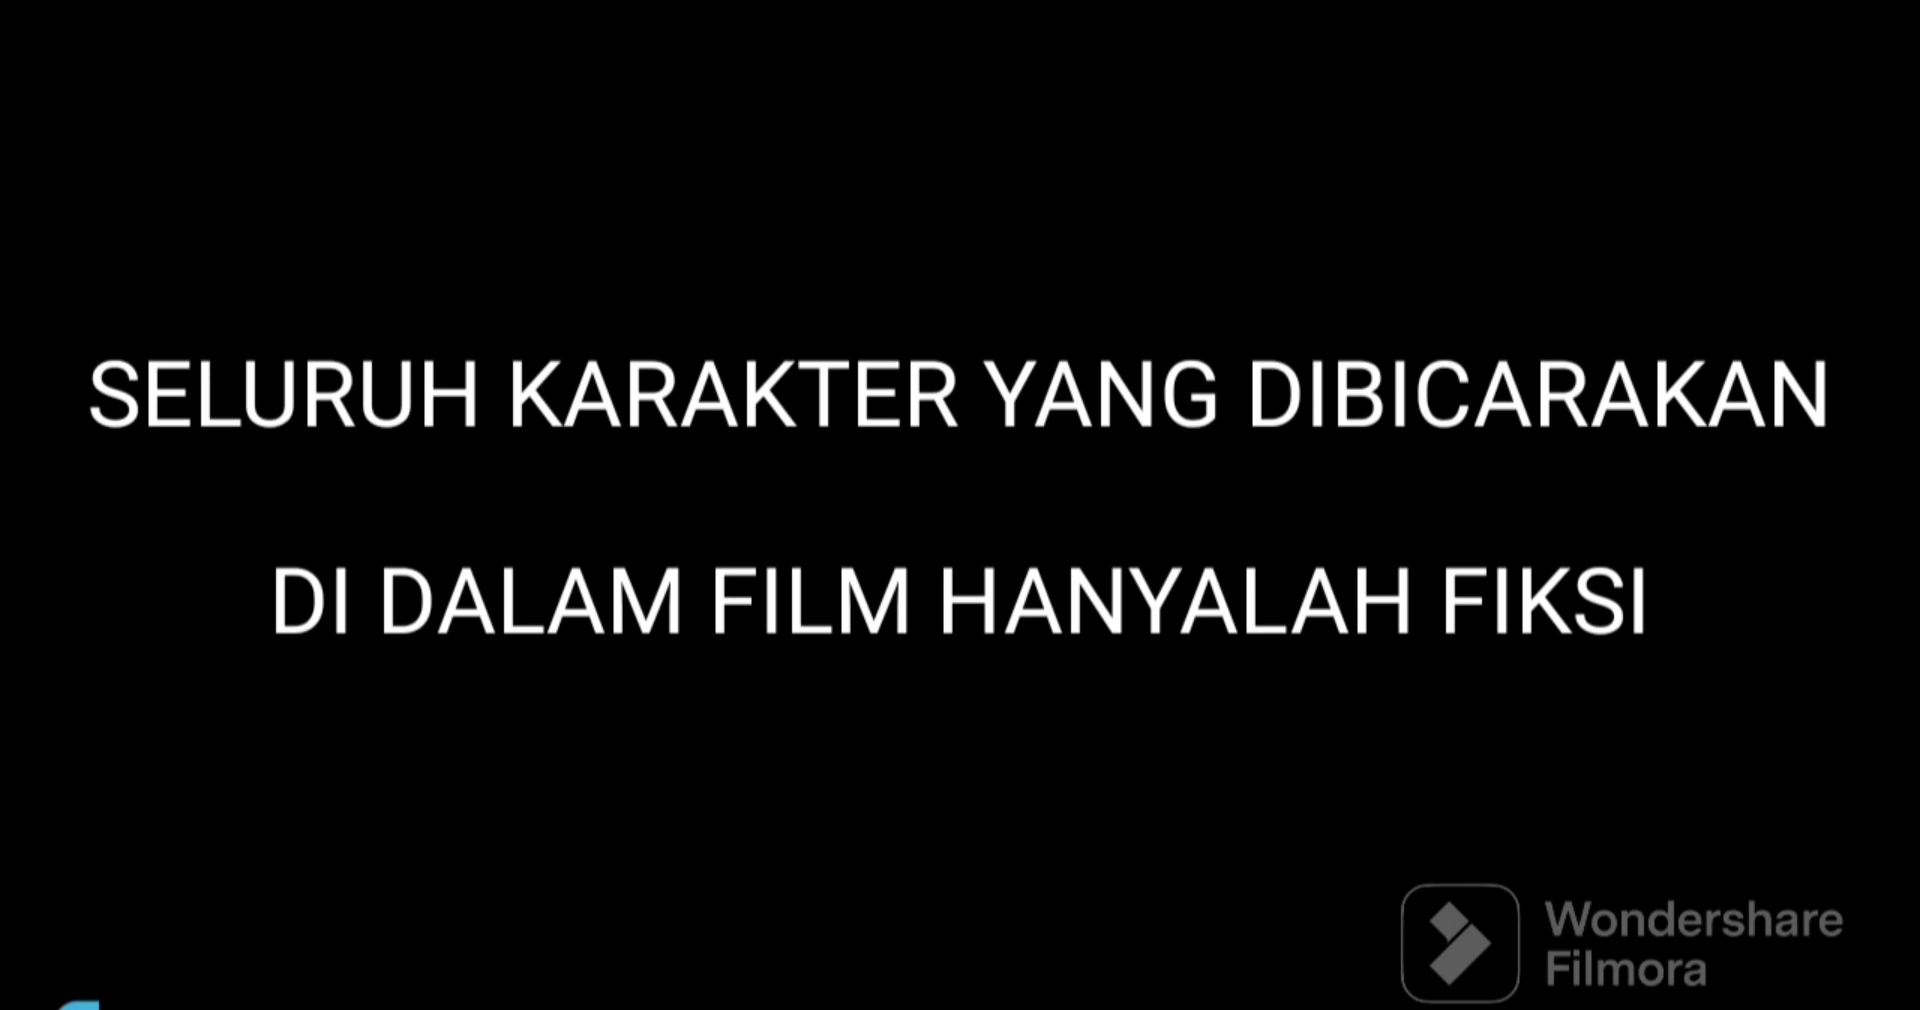 SELURUH KARAKTER YANG DIBICARAKAN
DI DALAM FILM HANYALAH FIKSI
Wondershare
Filmora